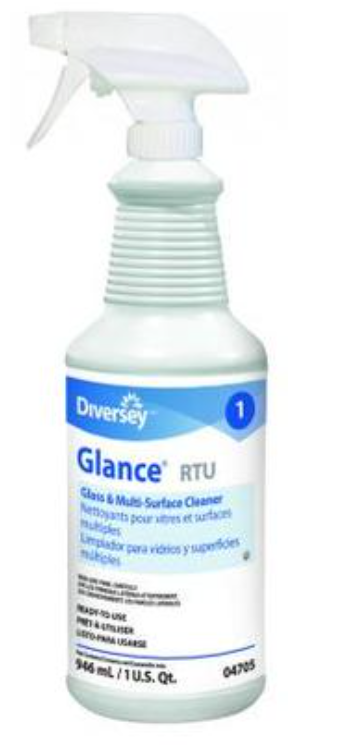 Diversey™
1
Glance® RTU
Glass & Multi-Surface Cleaner
Nettoyants pour vitres et surfaces
multiples
Limpiador para vidrios y superficies
múltiples
READY-TO-USE
PRÊT-À-UTILISER
LISTO-PARA USARSE
946 mL / 1 U.S. Qt.
04705